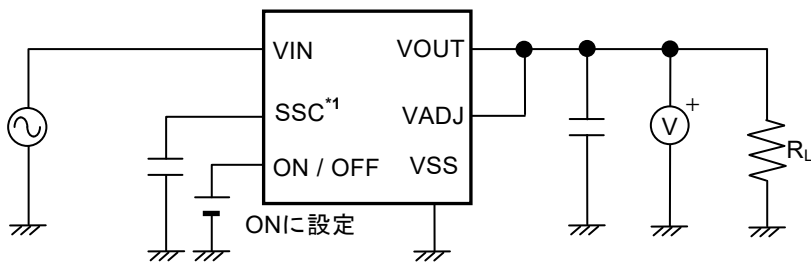 VIN
VOUT
SSC*1
VADJ
ON / OFF
VSS
ONに設定
V
+
RL